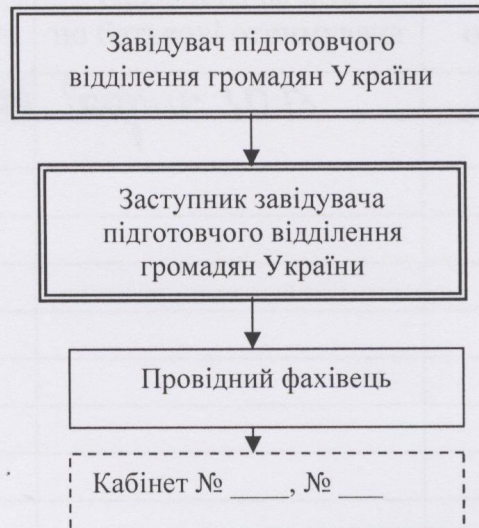 Завідувач підготовчого
відділення громадян України
Заступник завідувача
підготовчого відділення
громадян України
Провідний фахівець
Кабінет № ____, № ___